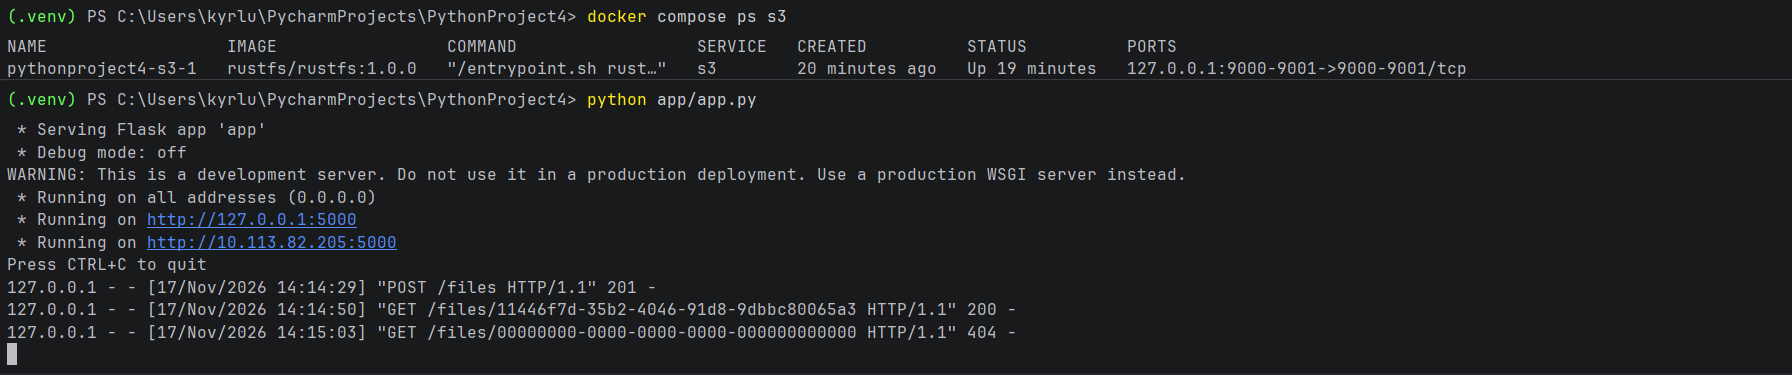 (.venv) PS C:\Users\kyrlu\PycharmProjects\PythonProject4> docker compose ps s3
NAME IMAGE COMMAND SERVICE CREATED STATUS PORTS
pythonproject4-s3-1 rustfs/rustfs:1.0.0 "/entrypoint.sh rust…" s3 20 minutes ago Up 19 minutes 127.0.0.1:9000-9001->9000-9001/tcp
(.venv) PS C:\Users\kyrlu\PycharmProjects\PythonProject4> python app/app.py
* Serving Flask app 'app'
* Debug mode: off
WARNING: This is a development server. Do not use it in a production deployment. Use a production WSGI server instead.
* Running on all addresses (0.0.0.0)
* Running on http://127.0.0.1:5000
* Running on http://10.113.82.205:5000
Press CTRL+C to quit
127.0.0.1 - - [17/Nov/2026 14:14:29] "POST /files HTTP/1.1" 201 -
127.0.0.1 - - [17/Nov/2026 14:14:50] "GET /files/11446f7d-35b2-4046-91d8-9dbbc80065a3 HTTP/1.1" 200 -
127.0.0.1 - - [17/Nov/2026 14:15:03] "GET /files/00000000-0000-0000-0000-000000000000 HTTP/1.1" 404 -